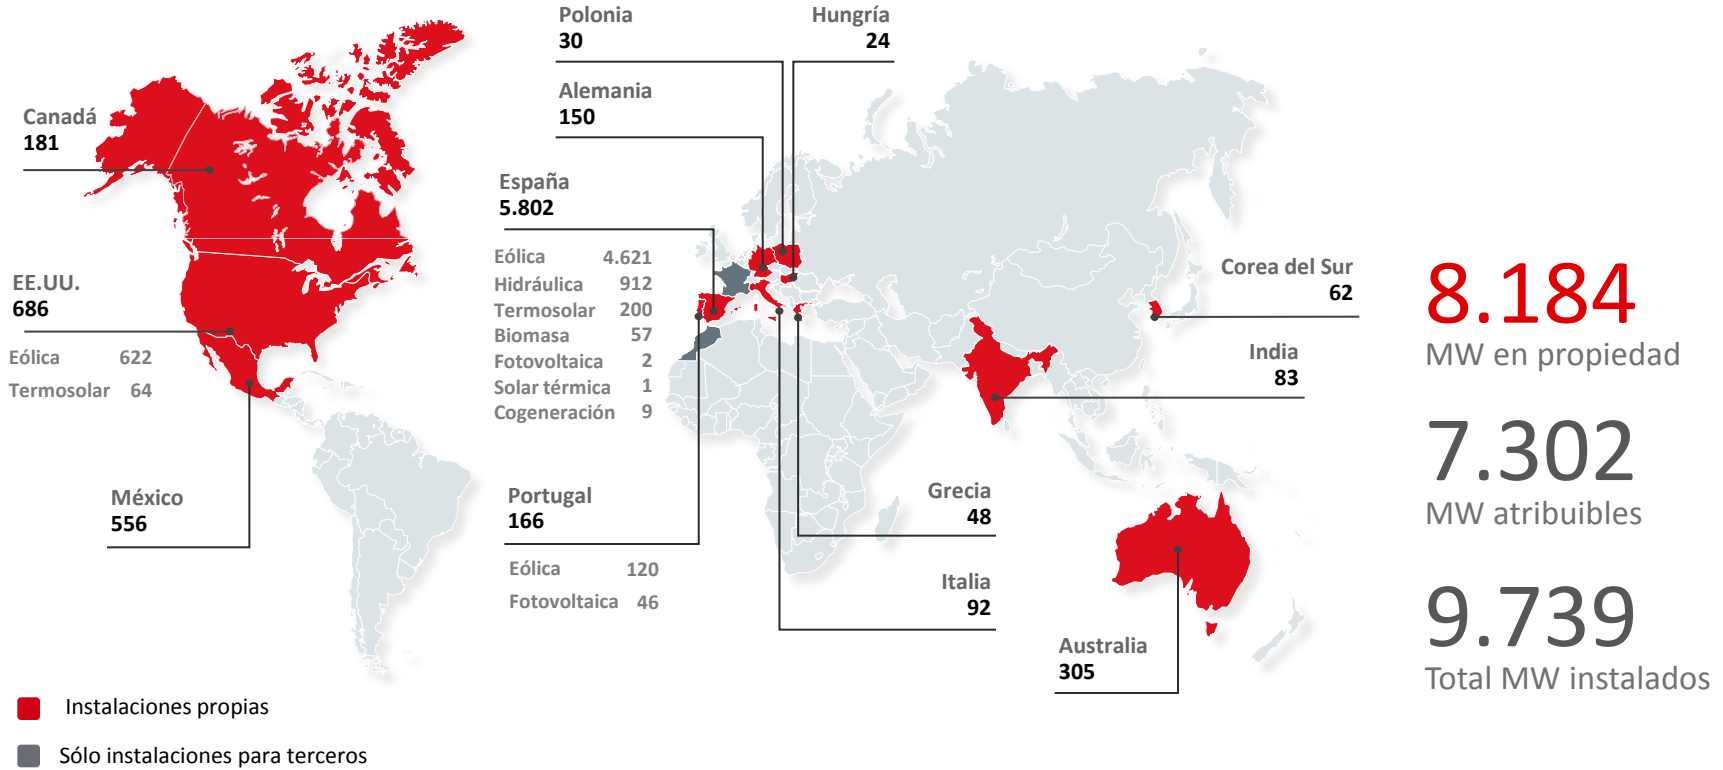 Canadá
181
EE.UU.
686
Eólica 622
Termosolar 64
México
556
Polonia
30
Hungría
24
Alemania
150
España
5.802
Eólica 4.621
Hidráulica 912
Termosolar 200
Biomasa 57
Fotovoltaica 2
Solar térmica 1
Cogeneración 9
Portugal
166
Eólica 120
Fotovoltaica 46
Corea del Sur
62
India
83
Grecia
48
Italia
92
Australia
305
8.184
MW en propiedad
7.302
MW atribuibles
9.739
Total MW instalados
Instalaciones propias
Sólo instalaciones para terceros